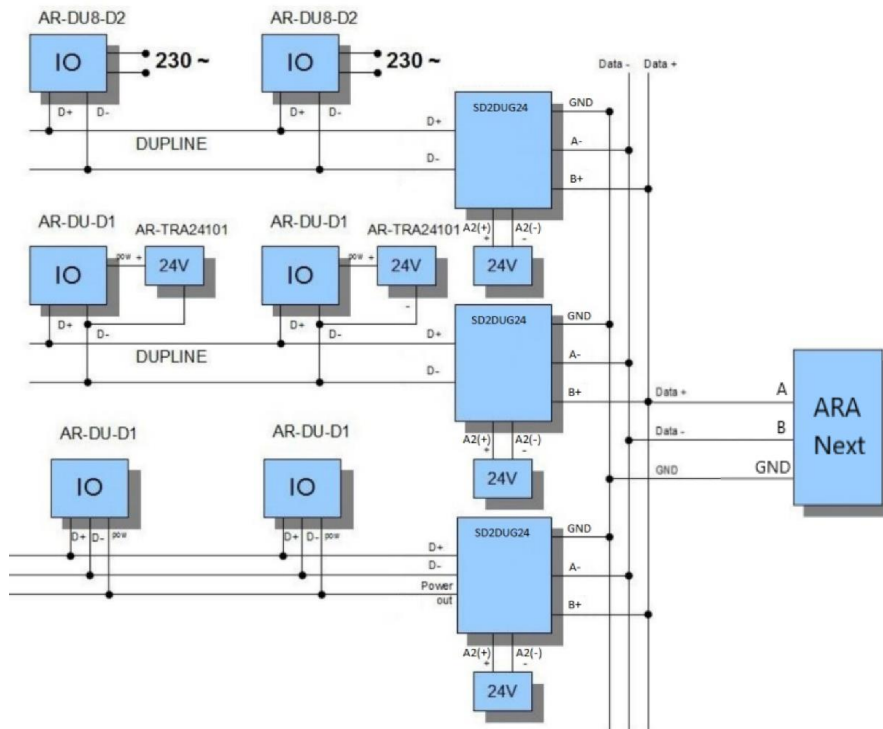 AR-DU8-D2 AR-DU8-D2
IO 230 ~ IO 230 ~
Data - Data +
D+ D- D+ D- D+ SD2DUG24 GND
DUPLINE A-
D- B+
AR-DU-D1 AR-TRA24101 AR-DU-D1 AR-TRA24101 A2(+) A2(-)
+ -
IO pow + 24V IO pow + 24V 24V
-
D+ D- D+ D- D+ SD2DUG24 GND
DUPLINE A-
D- B+ Data + A
ARA
Next
AR-DU-D1 AR-DU-D1 A2(+) A2(-) Data - B
+ -
IO IO 24V GND GND
D+ D- pow D+ D- pow D+ SD2DUG24 GND
D- A-
Power
out
B+
A2(+) A2(-)
+ -
24V